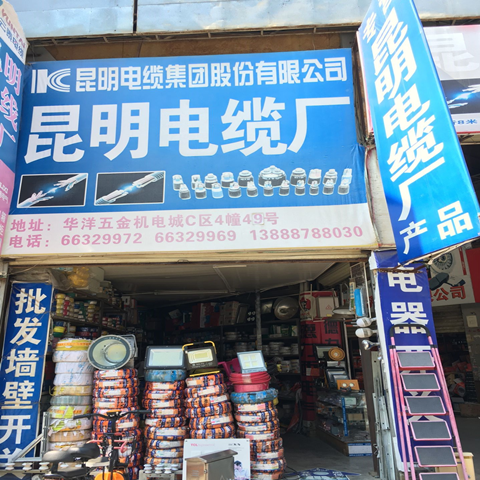 昆明电缆集团股份有限公司
昆明电缆厂
地址：华洋五金机电城C区4幢49号
电话：66329972 66329969 13888788030
昆明电缆厂
产品
批发墙壁开
电器
公司